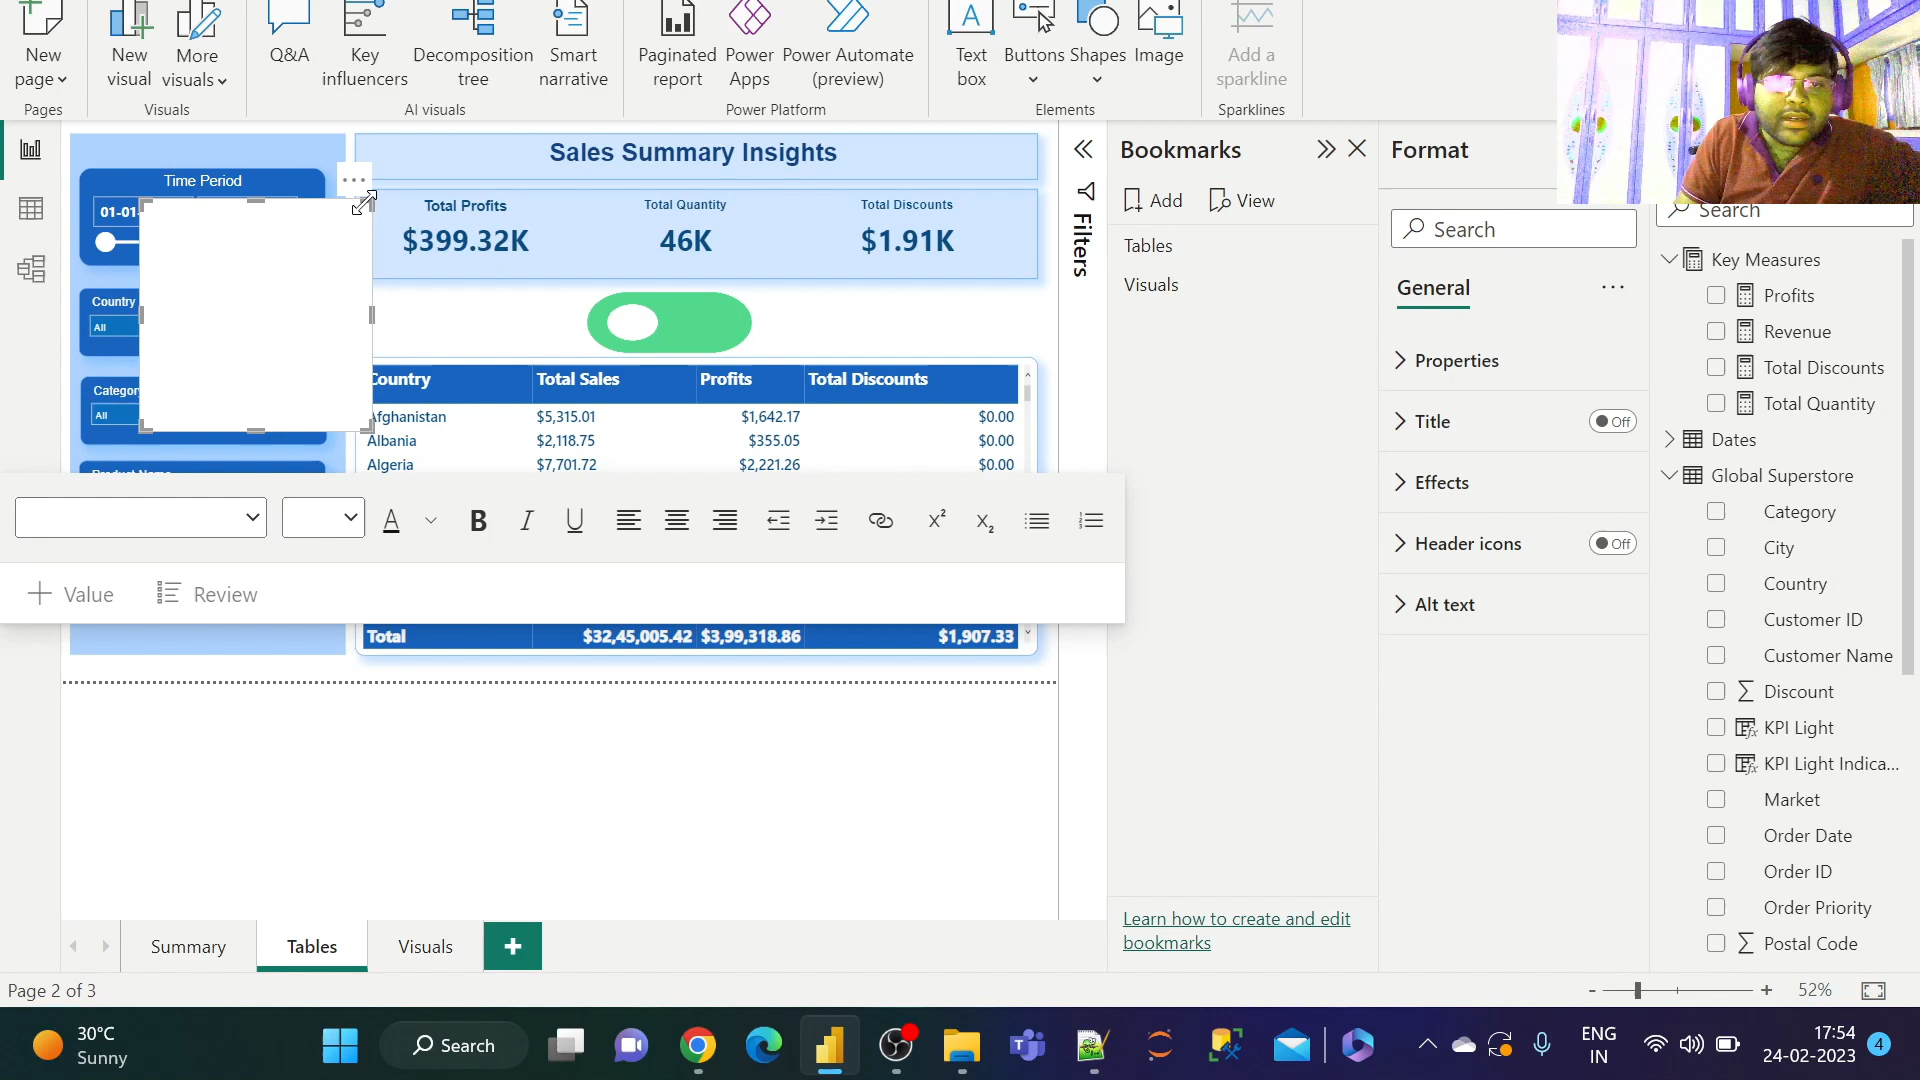 New
page
Pages
New
visual
More
visuals
Visuals
Q&A
Key
influencers
Decomposition
tree
Smart
narrative
AI visuals
Paginated
report
Power
Apps
Power Automate
(preview)
Power Platform
Text
box
Buttons
Shapes
Image
Elements
Add a
sparkline
Sparklines
Time Period
01-01-
Country
All
Category
All
Sales Summary Insights
Total Profits
$399.32K
Total Quantity
46K
Total Discounts
$1.91K
Country Total Sales Profits Total Discounts
Afghanistan $5,315.01 $1,642.17 $0.00
Albania $2,118.75 $355.05 $0.00
Algeria $7,701.72 $2,221.26 $0.00
A B I U x² x₂
Value Review
Total $32,45,005.42 $3,99,318.86 $1,907.33
Filters
Bookmarks
Add View
Tables
Visuals
Learn how to create and edit
bookmarks
Format
Search
General
Properties
Title Off
Effects
Header icons Off
Alt text
Search
Key Measures
Profits
Revenue
Total Discounts
Total Quantity
Dates
Global Superstore
Category
City
Country
Customer ID
Customer Name
Discount
KPI Light
KPI Light Indica...
Market
Order Date
Order ID
Order Priority
Postal Code
Summary Tables Visuals
Page 2 of 3
52%
30°C
Sunny
Search
ENG
IN
17:54
24-02-2023
4